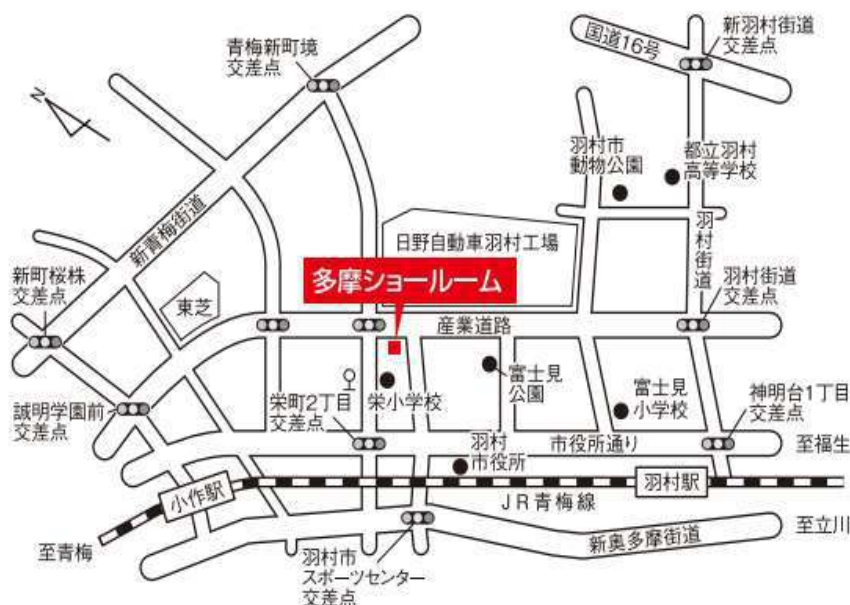 青梅新町境
交差点
国道16号
新羽村街道
交差点
N
羽村市
動物公園
都立羽村
高等学校
新青梅街道
日野自動車羽村工場
羽村街道
新町桜株
交差点
東芝
多摩ショールーム
産業道路
羽村街道
交差点
誠明学園前
交差点
栄町2丁目
交差点
栄小学校
富士見
公園
富士見
小学校
神明台1丁目
交差点
羽村
市役所
市役所通り
至福生
小作駅
羽村駅
JR青梅線
至青梅
羽村市
スポーツセンター
交差点
新奥多摩街道
至立川